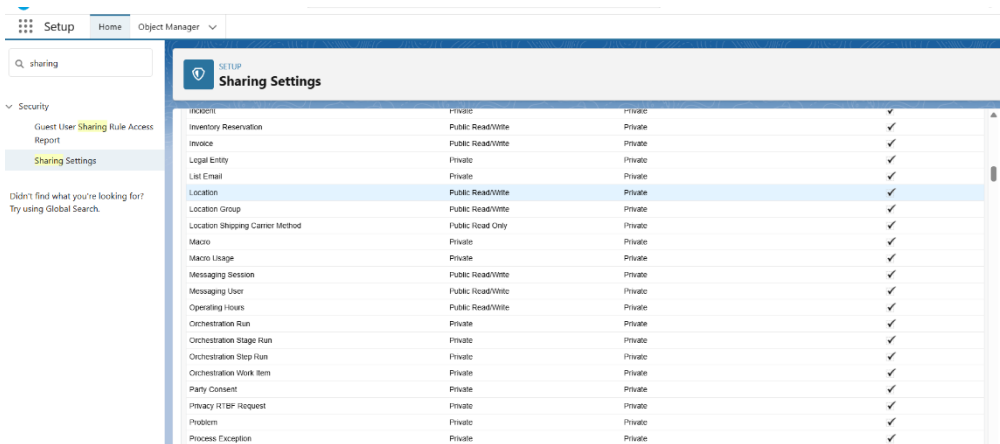 Setup Home Object Manager
sharing
SETUP
Sharing Settings
Security
Guest User Sharing Rule Access
Report
Sharing Settings
Didn't find what you're looking for?
Try using Global Search.
Incident Private Private
Inventory Reservation Public Read/Write Private
Invoice Public Read/Write Private
Legal Entity Private Private
List Email Private Private
Location Public Read/Write Private
Location Group Public Read/Write Private
Location Shipping Carrier Method Public Read Only Private
Macro Private Private
Macro Usage Private Private
Messaging Session Public Read/Write Private
Messaging User Public Read/Write Private
Operating Hours Public Read/Write Private
Orchestration Run Private Private
Orchestration Stage Run Private Private
Orchestration Step Run Private Private
Orchestration Work Item Private Private
Party Consent Private Private
Privacy RTBF Request Private Private
Problem Private Private
Process Exception Private Private